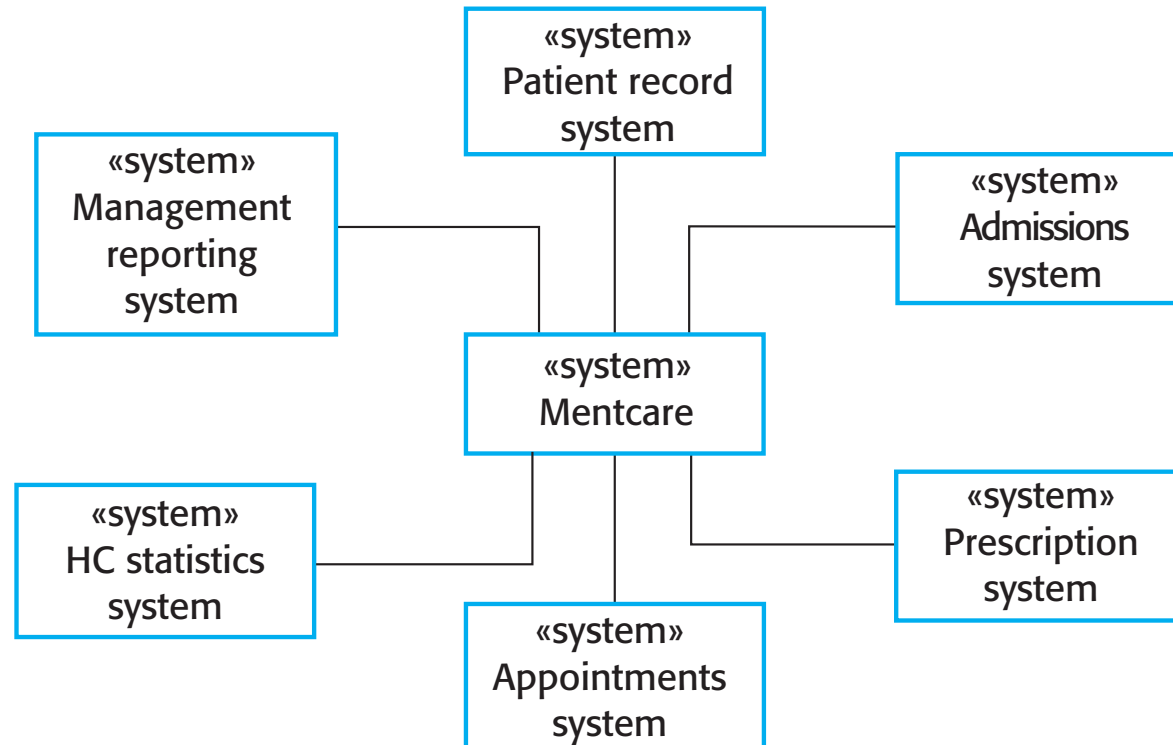 «system»
Patient record
system
«system»
Management
reporting
system
«system»
Admissions
system
«system»
Mentcare
«system»
HC statistics
system
«system»
Prescription
system
«system»
Appointments
system